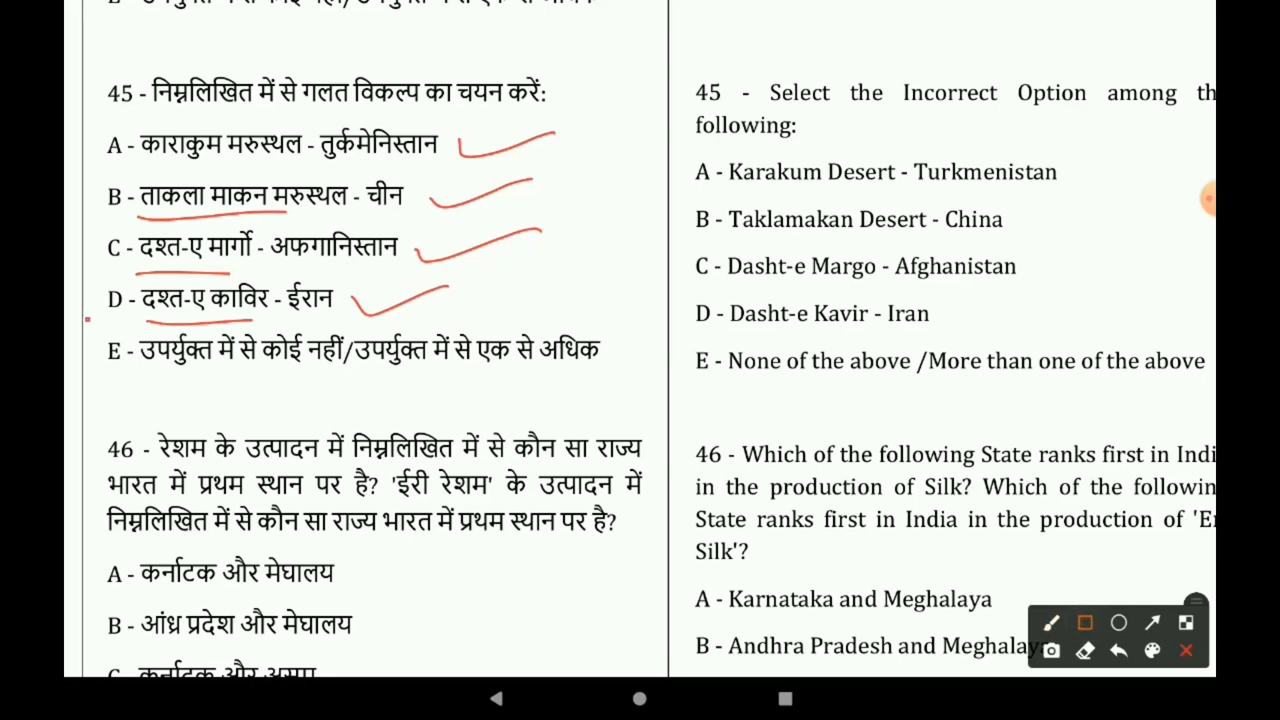 45 - निम्नलिखित में से गलत विकल्प का चयन करें:
A - काराकुम मरुस्थल - तुर्कमेनिस्तान
B - ताकला माकन मरुस्थल - चीन
C - दश्त-ए मार्गो - अफगानिस्तान
D - दश्त-ए काविर - ईरान
E - उपर्युक्त में से कोई नहीं/उपर्युक्त में से एक से अधिक
46 - रेशम के उत्पादन में निम्नलिखित में से कौन सा राज्य
भारत में प्रथम स्थान पर है? 'ईरी रेशम' के उत्पादन में
निम्नलिखित में से कौन सा राज्य भारत में प्रथम स्थान पर है?
A - कर्नाटक और मेघालय
B - आंध्र प्रदेश और मेघालय
45 - Select the Incorrect Option among th
following:
A - Karakum Desert - Turkmenistan
B - Taklamakan Desert - China
C - Dasht-e Margo - Afghanistan
D - Dasht-e Kavir - Iran
E - None of the above /More than one of the above
46 - Which of the following State ranks first in Indi
in the production of Silk? Which of the followin
State ranks first in India in the production of 'Er
Silk'?
A - Karnataka and Meghalaya
B - Andhra Pradesh and Meghalaya